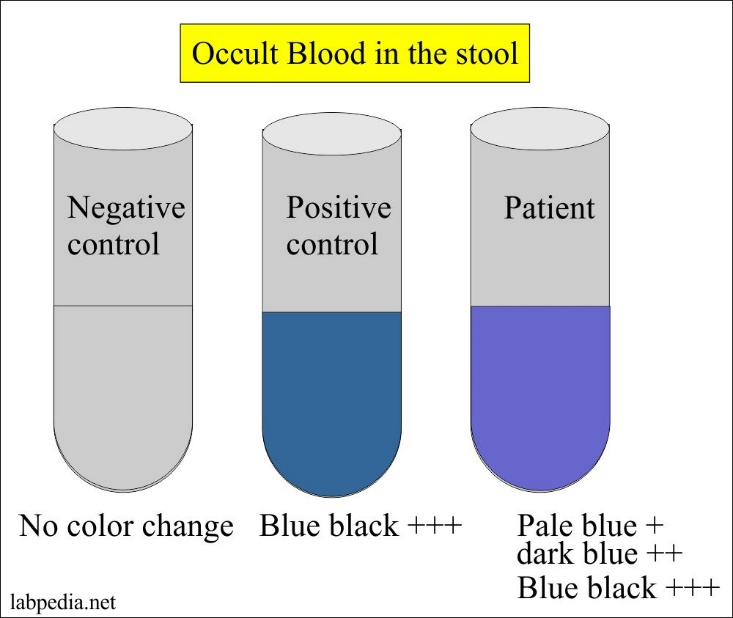 Occult Blood in the stool
Negative
control
Positive
control
Patient
No color change
Blue black +++
Pale blue +
dark blue ++
Blue black +++
labpedia.net